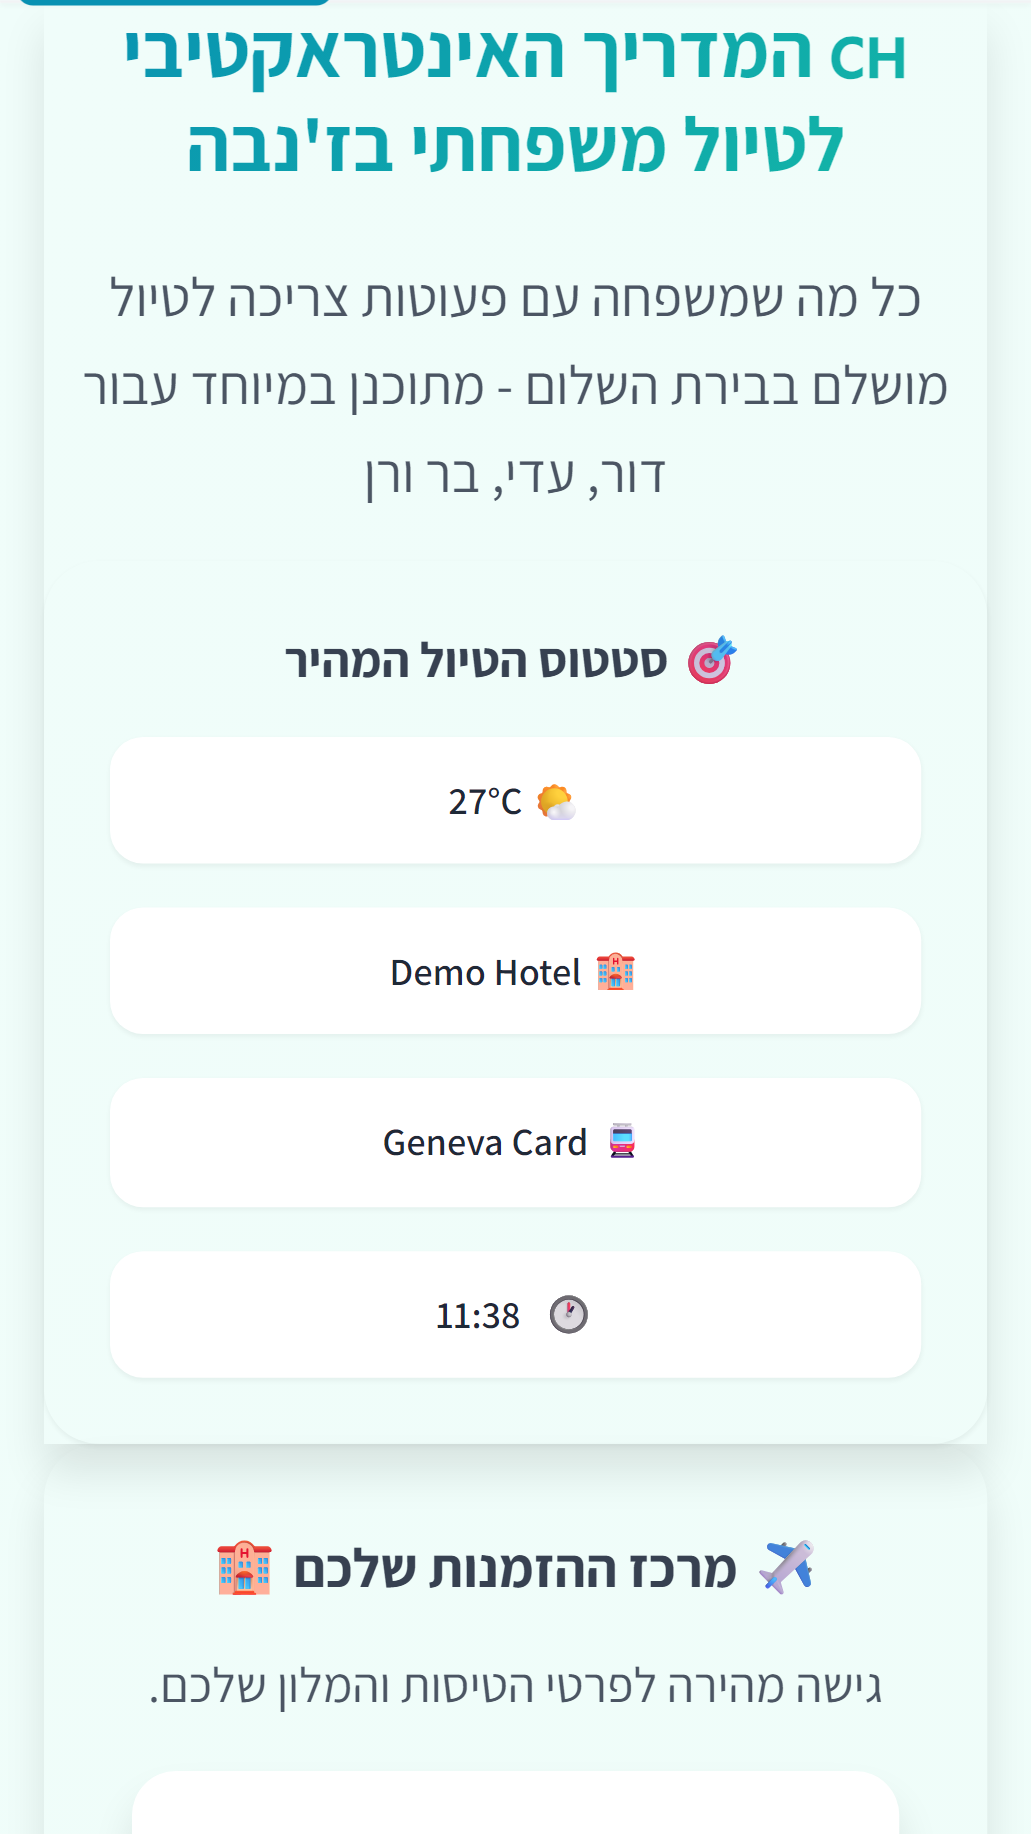 CH המדריך האינטראקטיבי
לטיול משפחתי בז'נבה
כל מה שמשפחה עם פעוטות צריכה לטיול
מושלם בבירת השלום - מתוכנן במיוחד עבור
דור, עדי, בר ורן
🎯 סטטוס הטיול המהיר
27°C
Demo Hotel
Geneva Card
11:38
✈️ מרכז ההזמנות שלכם 🏨
גישה מהירה לפרטי הטיסות והמלון שלכם.